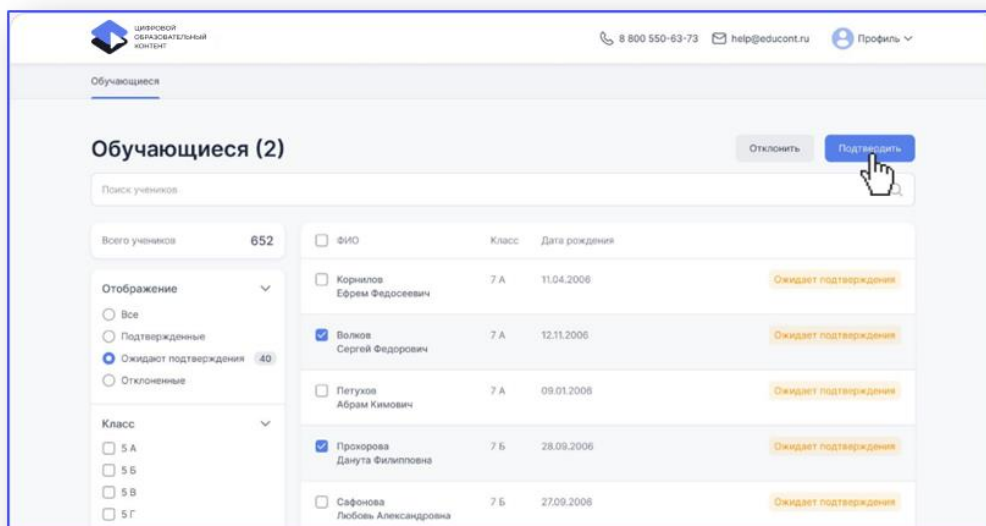 ЦИФРОВОЙ
ОБРАЗОВАТЕЛЬНЫЙ
КОНТЕНТ
8 800 550-63-73
help@educont.ru
Профиль
Обучающиеся
Обучающиеся (2)
Отклонить
Подтвердить
Поиск учеников
Всего учеников 652
Отображение
Все
Подтвержденные
Ожидают подтверждения 40
Отклоненные
Класс
5 А
5 Б
5 В
5 Г
ФИО Класс Дата рождения
Корнилов
Ефрем Федосеевич
7 А 11.04.2006 Ожидает подтверждения
Волков
Сергей Федорович
7 А 12.11.2006 Ожидает подтверждения
Петухов
Абрам Кимович
7 А 09.01.2006 Ожидает подтверждения
Прохорова
Данута Филипповна
7 Б 28.09.2006 Ожидает подтверждения
Сафонова
Любовь Александровна
7 Б 27.09.2006 Ожидает подтверждения